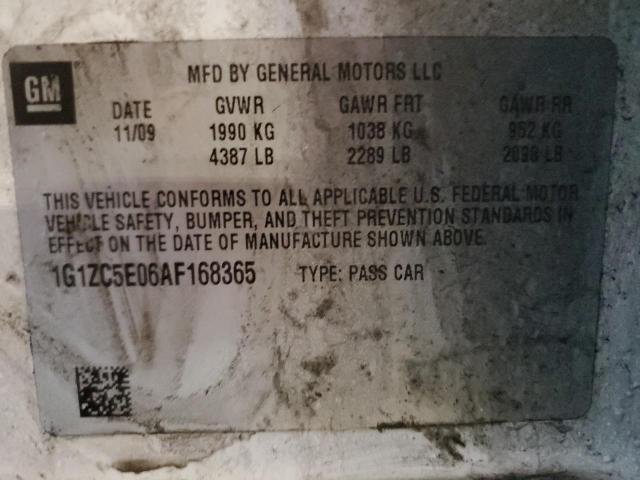 GM
MFD BY GENERAL MOTORS LLC
DATE GVWR GAWR FRT GAWR RR
11/09 1990 KG 1038 KG 952 KG
4387 LB 2289 LB 2098 LB
THIS VEHICLE CONFORMS TO ALL APPLICABLE U.S. FEDERAL MOTOR
VEHICLE SAFETY, BUMPER, AND THEFT PREVENTION STANDARDS IN
EFFECT ON THE DATE OF MANUFACTURE SHOWN ABOVE.
1G1ZC5E06AF168365 TYPE: PASS CAR